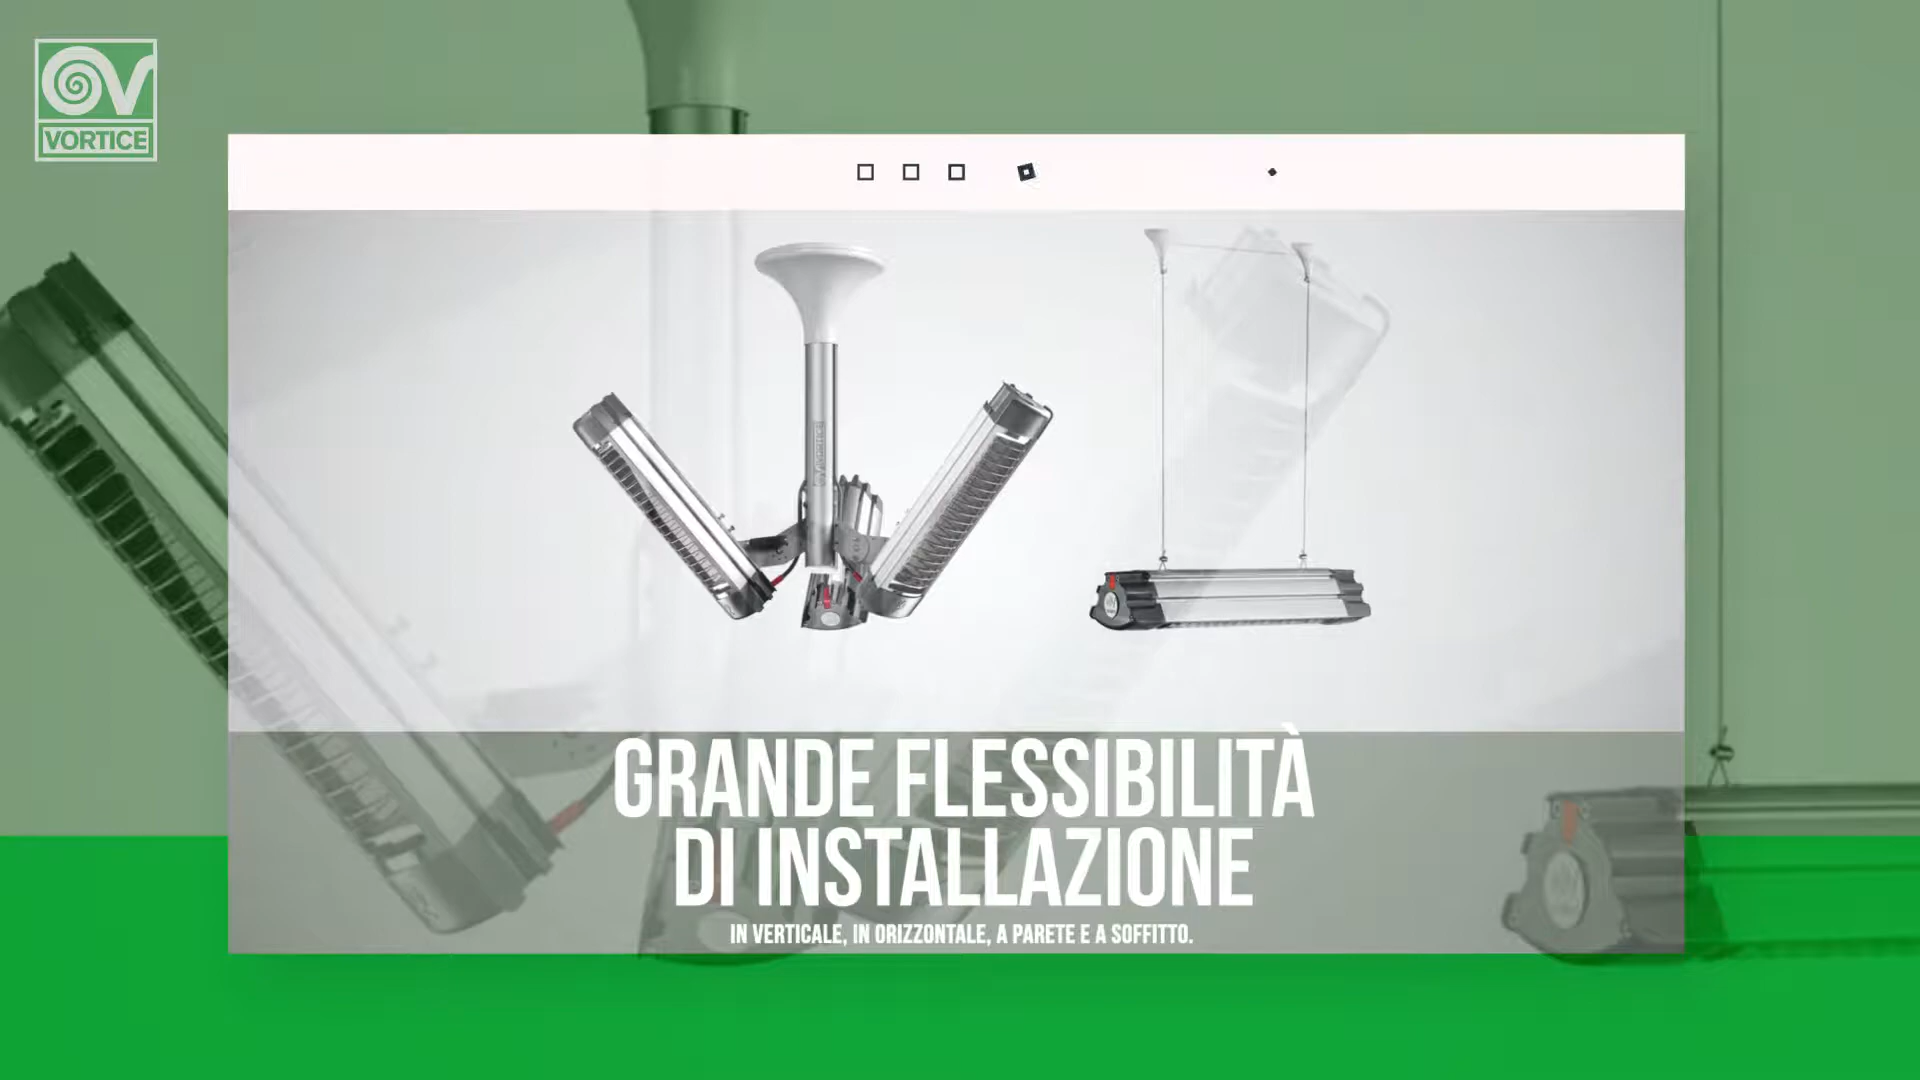 VORTICE
GRANDE FLESSIBILITÀ
DI INSTALLAZIONE
IN VERTICALE, IN ORIZZONTALE, A PARETE E A SOFFITTO.